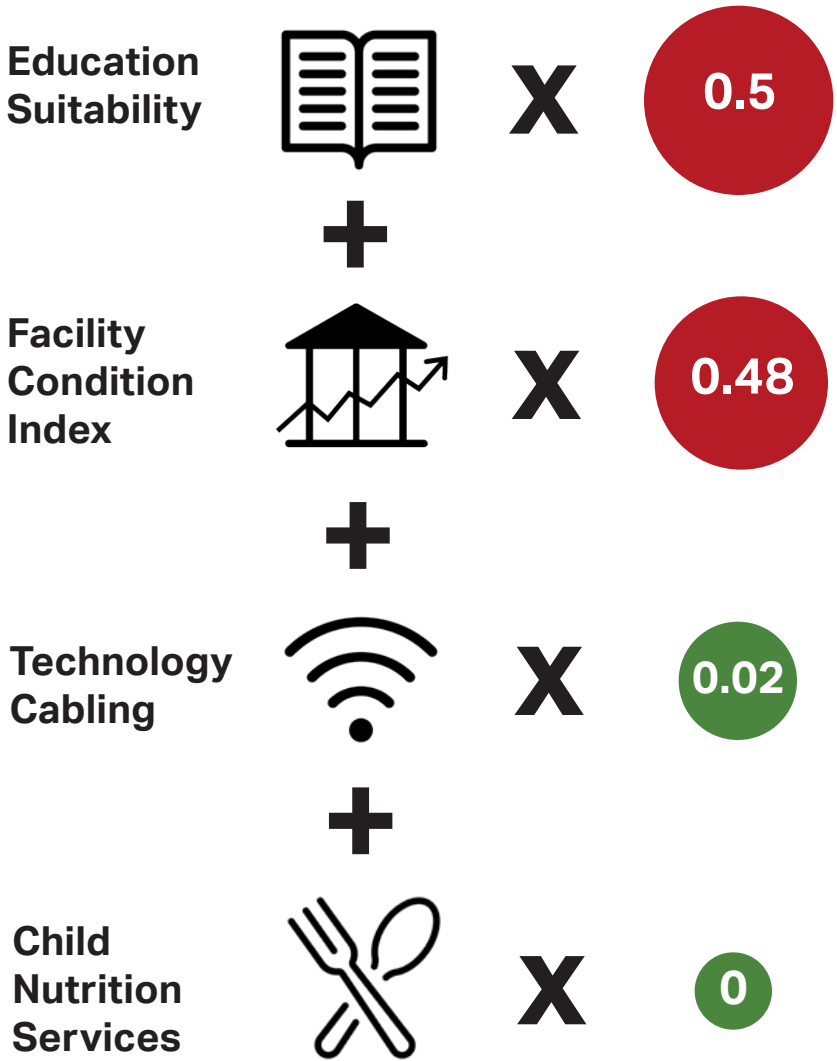 Education
Suitability
X
0.5
+
Facility
Condition
Index
X
0.48
+
Technology
Cabling
X
0.02
+
Child
Nutrition
Services
X
0